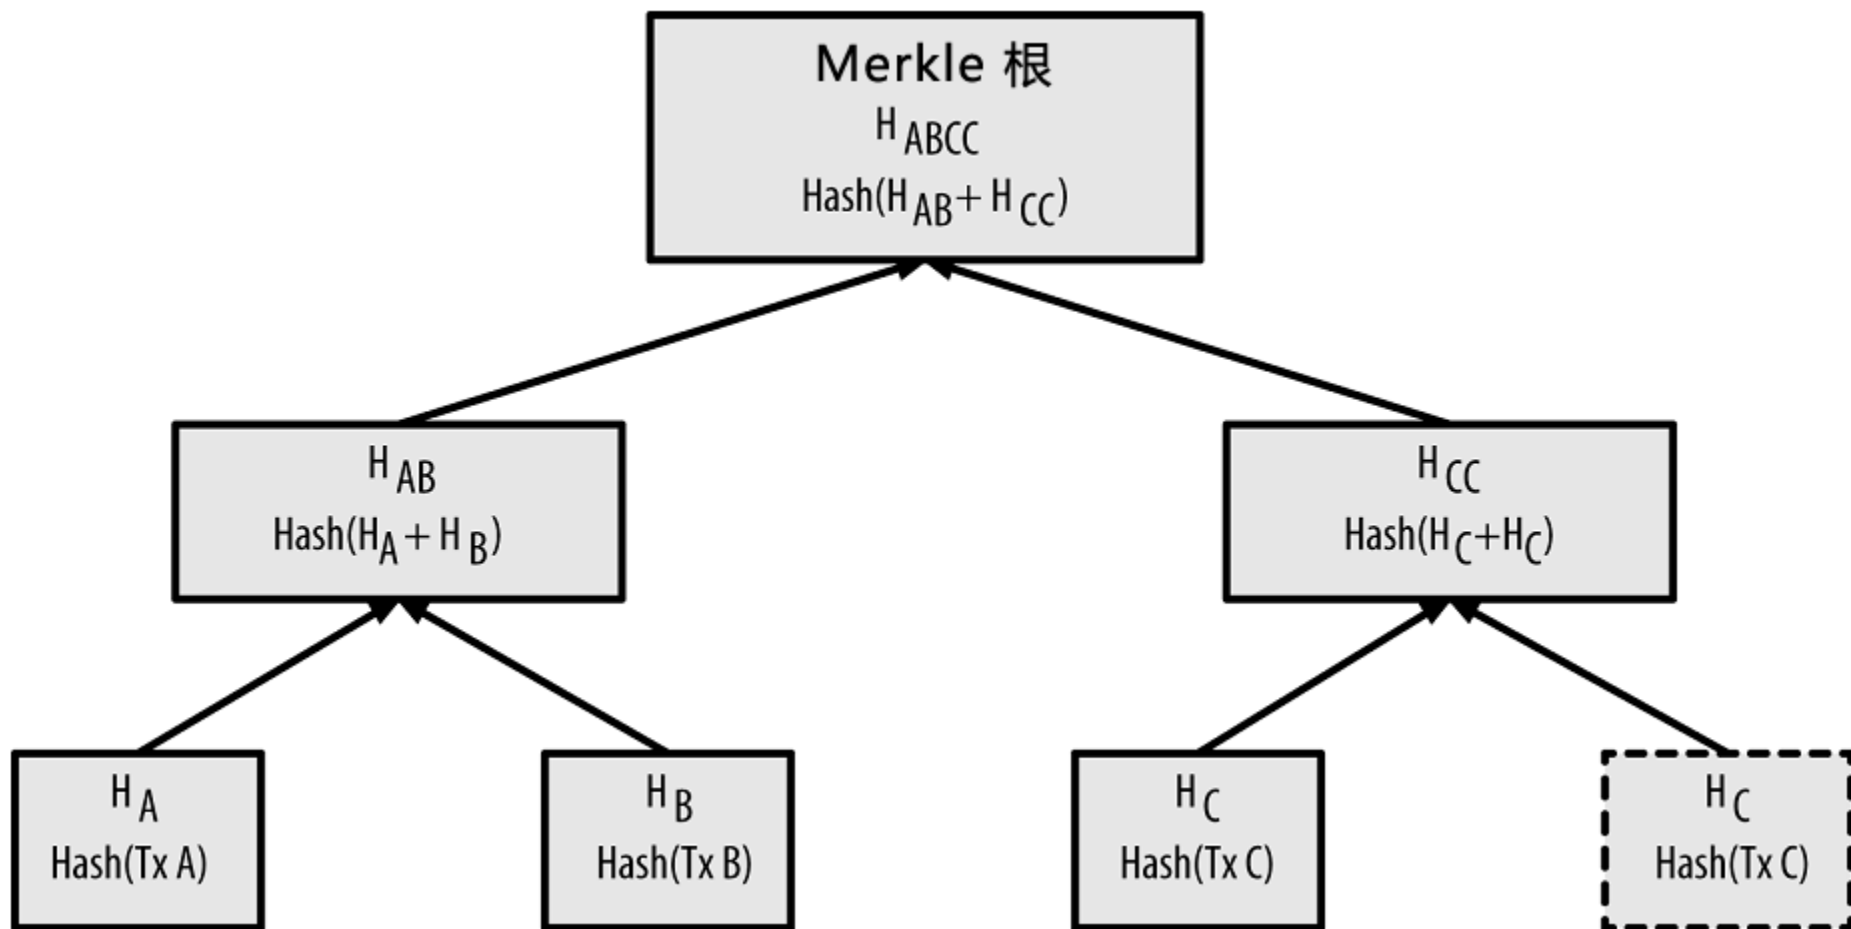 Merkle 根
H ABCC
Hash(H AB+ H CC)
H AB
Hash(HA + H B)
H CC
Hash(H C+HC)
H A
Hash(Tx A)
H B
Hash(Tx B)
H C
Hash(Tx C)
H C
Hash(Tx C)